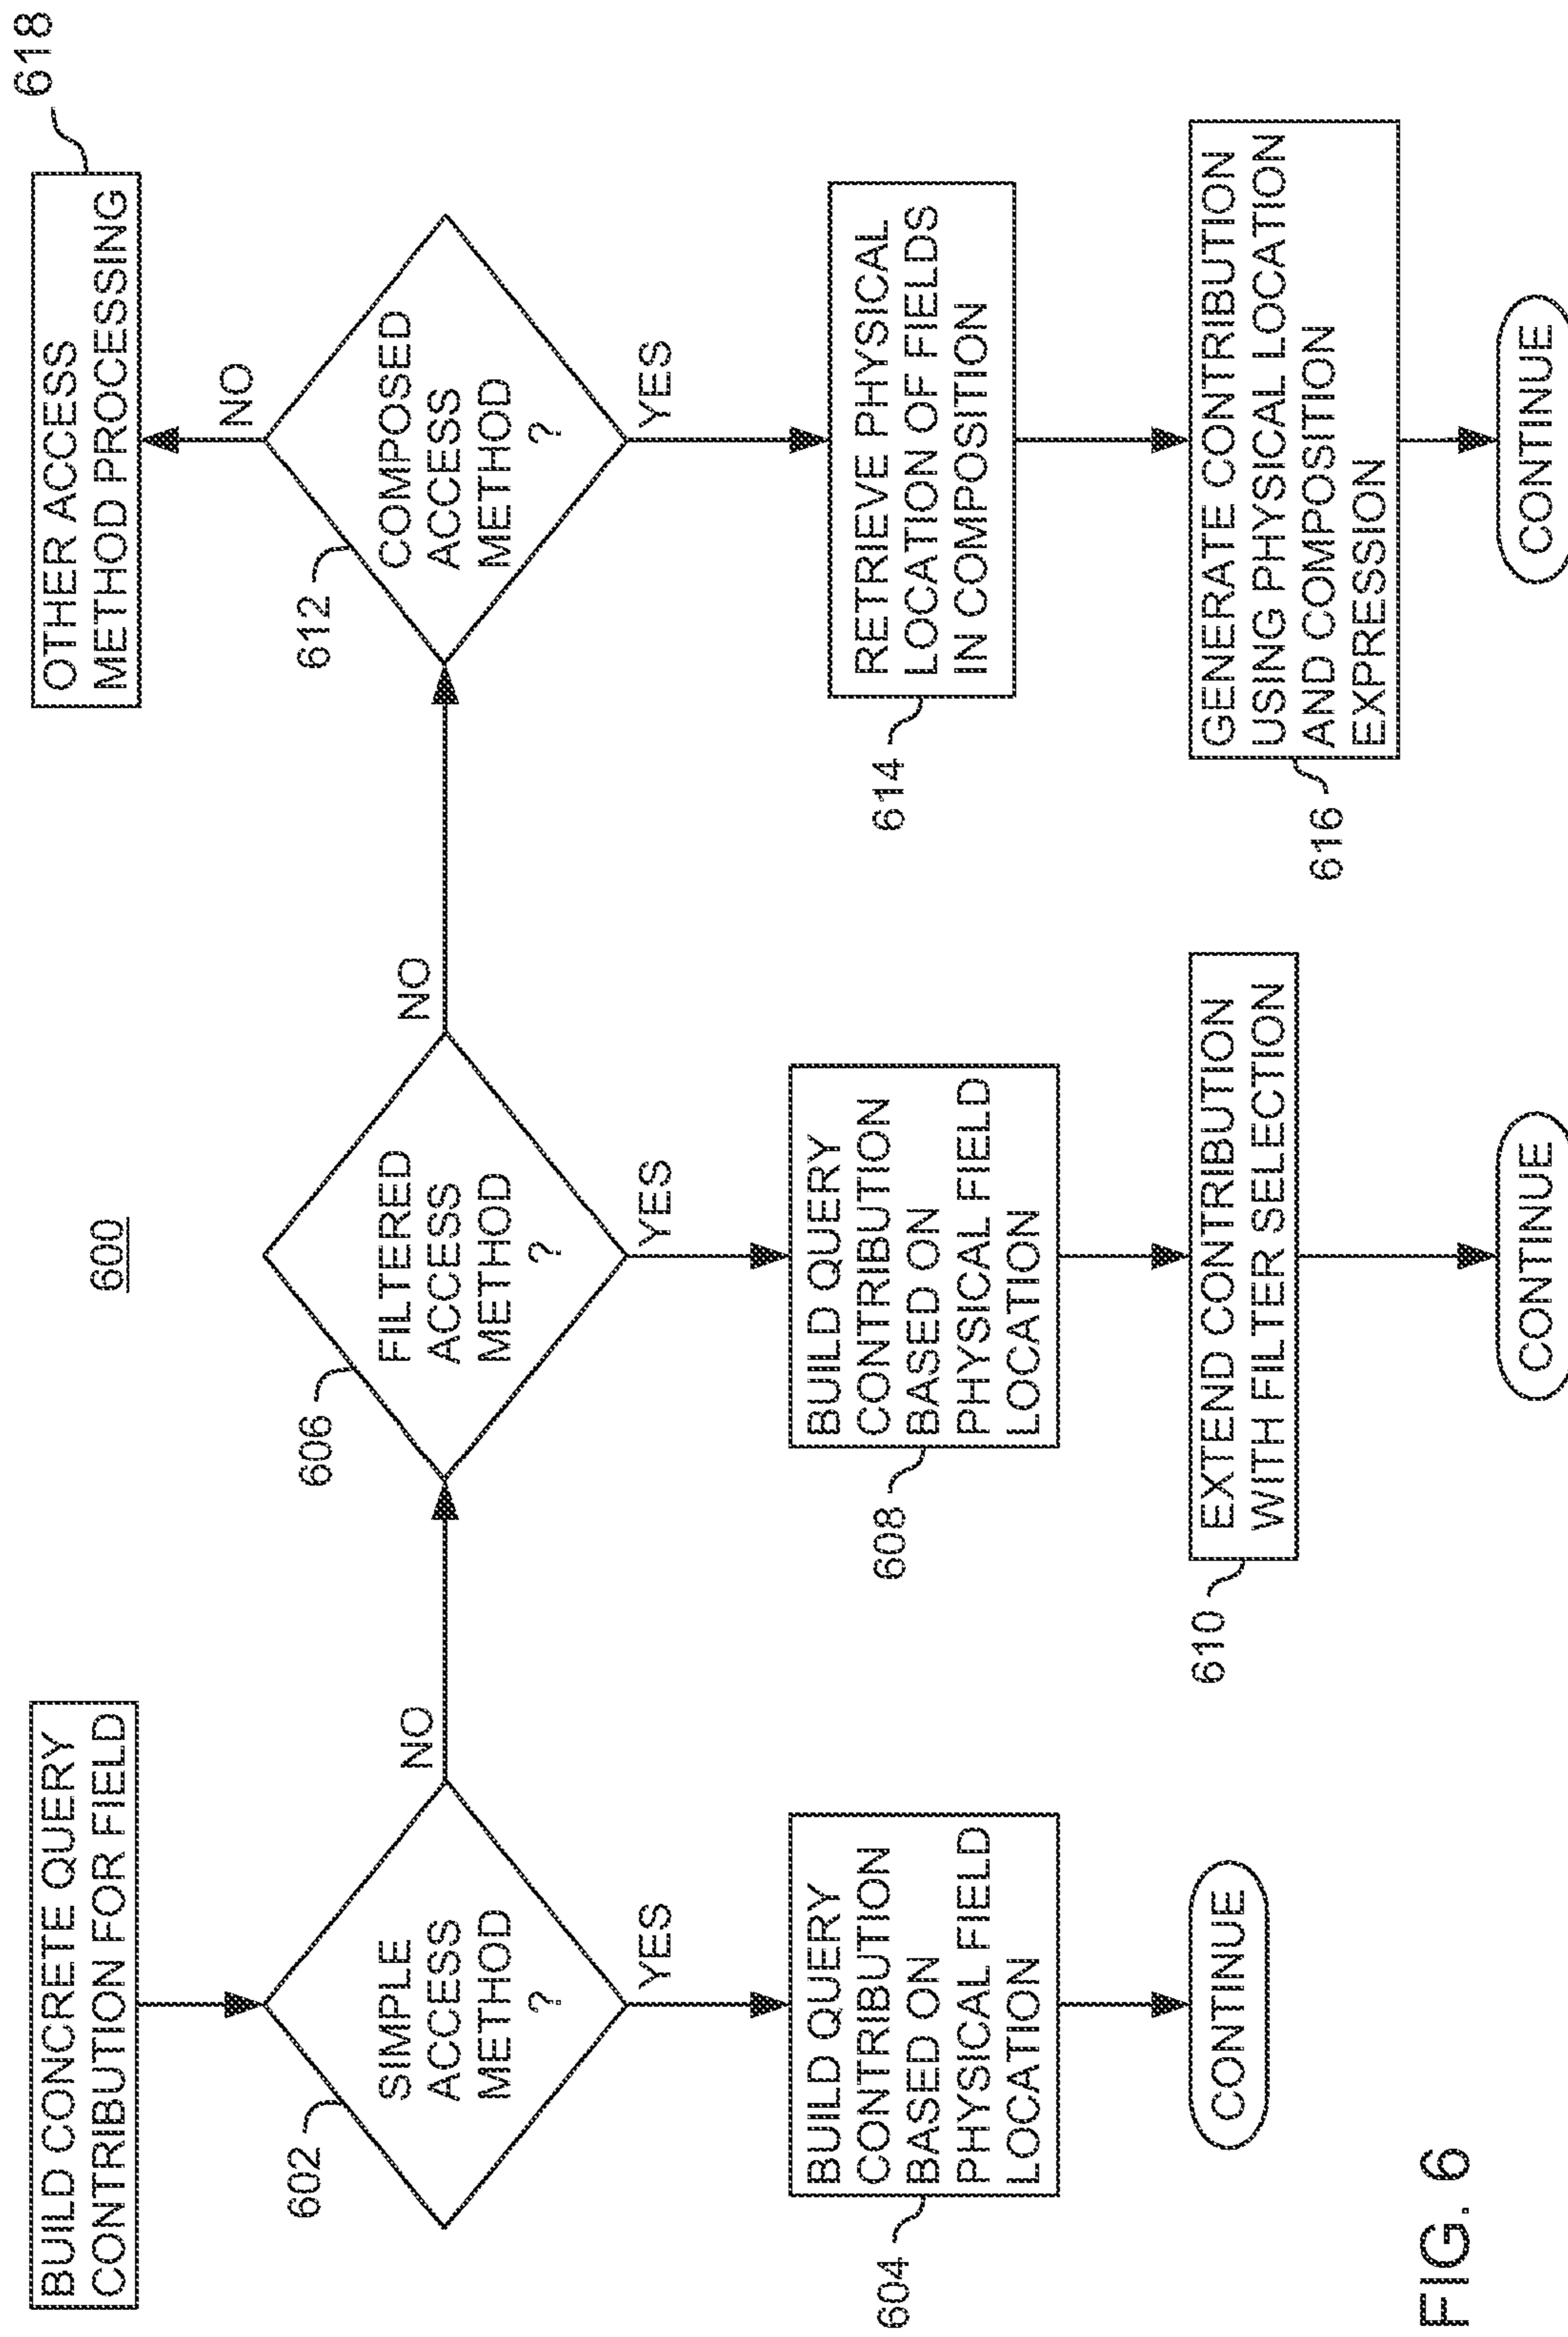 600
BUILD CONCRETE QUERY
CONTRIBUTION FOR FIELD
602
SIMPLE
ACCESS
METHOD
?
NO
YES
604
BUILD QUERY
CONTRIBUTION
BASED ON
PHYSICAL FIELD
LOCATION
CONTINUE
606
FILTERED
ACCESS
METHOD
?
NO
YES
608
BUILD QUERY
CONTRIBUTION
BASED ON
PHYSICAL FIELD
LOCATION
610
EXTEND CONTRIBUTION
WITH FILTER SELECTION
CONTINUE
612
COMPOSED
ACCESS
METHOD
?
NO
618
OTHER ACCESS
METHOD PROCESSING
YES
614
RETRIEVE PHYSICAL
LOCATION OF FIELDS
IN COMPOSITION
616
GENERATE CONTRIBUTION
USING PHYSICAL LOCATION
AND COMPOSITION
EXPRESSION
CONTINUE
FIG. 6